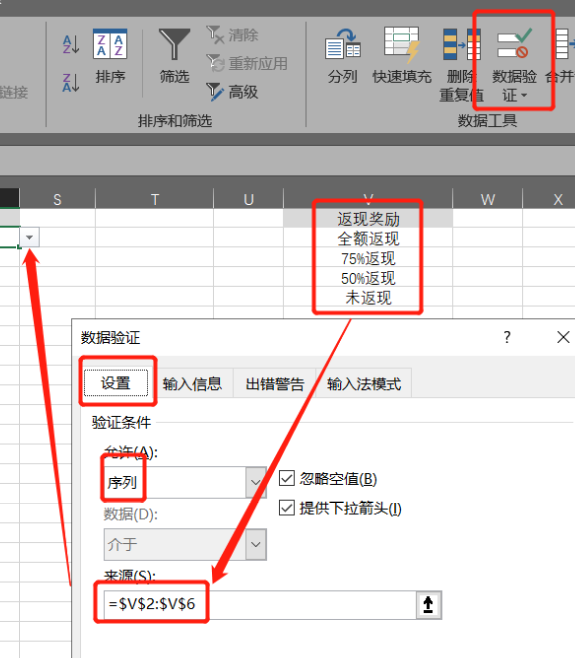 清除
重新应用
高级
链接
排序
筛选
分列
快速填充
删除
重复值
数据验
证
合并
排序和筛选
数据工具
S T U V W X
返现奖励
全额返现
75%返现
50%返现
未返现
数据验证 ?
设置 输入信息 出错警告 输入法模式
验证条件
允许(A):
序列
忽略空值(B)
数据(D):
提供下拉箭头(I)
介于
来源(S):
=$V$2:$V$6